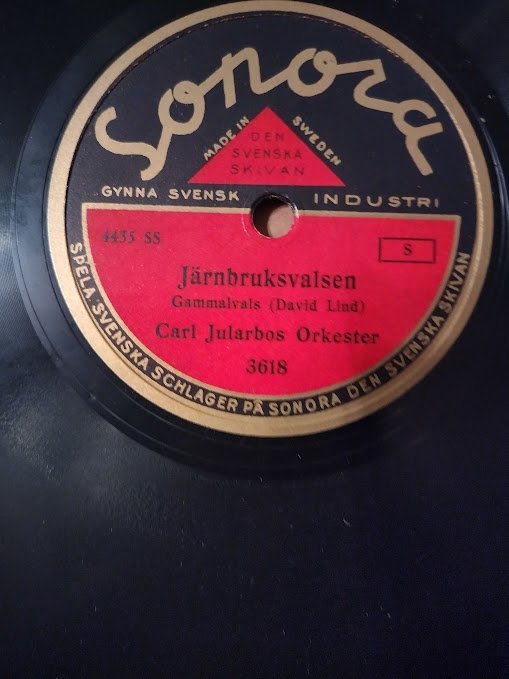 Sonora
MADE IN SWEDEN
DEN
SVENSKA
SKIVAN
GYNNA SVENSK INDUSTRI
4435 SS
S
Järnbruksvalsen
Gammalvals (David Lind)
Carl Jularbos Orkester
3618
SPELA SVENSKA SCHLAGER PÅ SONORA DEN SVENSKA SKIVAN